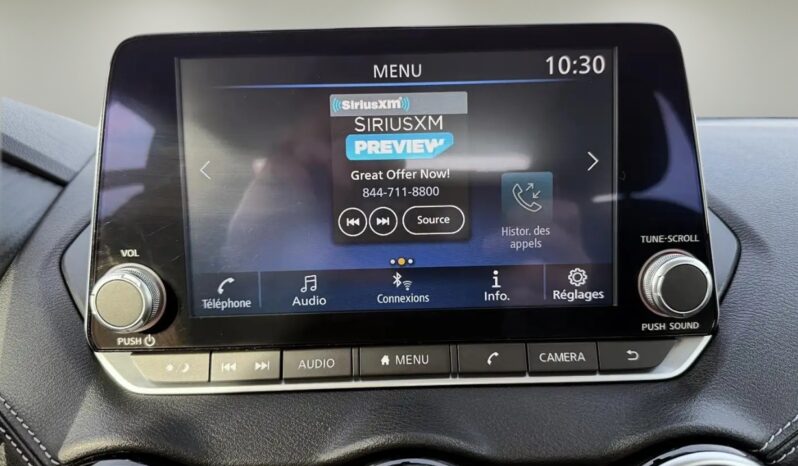 MENU
10:30
SiriusXM
SIRIUSXM
PREVIEW
Great Offer Now!
844-711-8800
Source
Histor. des
appels
Téléphone
Audio
Connexions
Info.
Réglages
VOL
PUSH
TUNE-SCROLL
PUSH SOUND
AUDIO
MENU
CAMERA